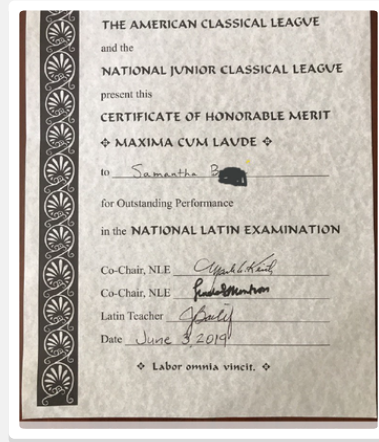 THE AMERICAN CLASSICAL LEAGUE
and the
NATIONAL JUNIOR CLASSICAL LEAGUE
present this
CERTIFICATE OF HONORABLE MERIT
❖ MAXIMA CUM LAUDE ❖
to Samantha B
for Outstanding Performance
in the NATIONAL LATIN EXAMINATION
Co-Chair, NLE
Co-Chair, NLE
Latin Teacher
Date June 3, 2019
❖ Labor omnia vincit. ❖